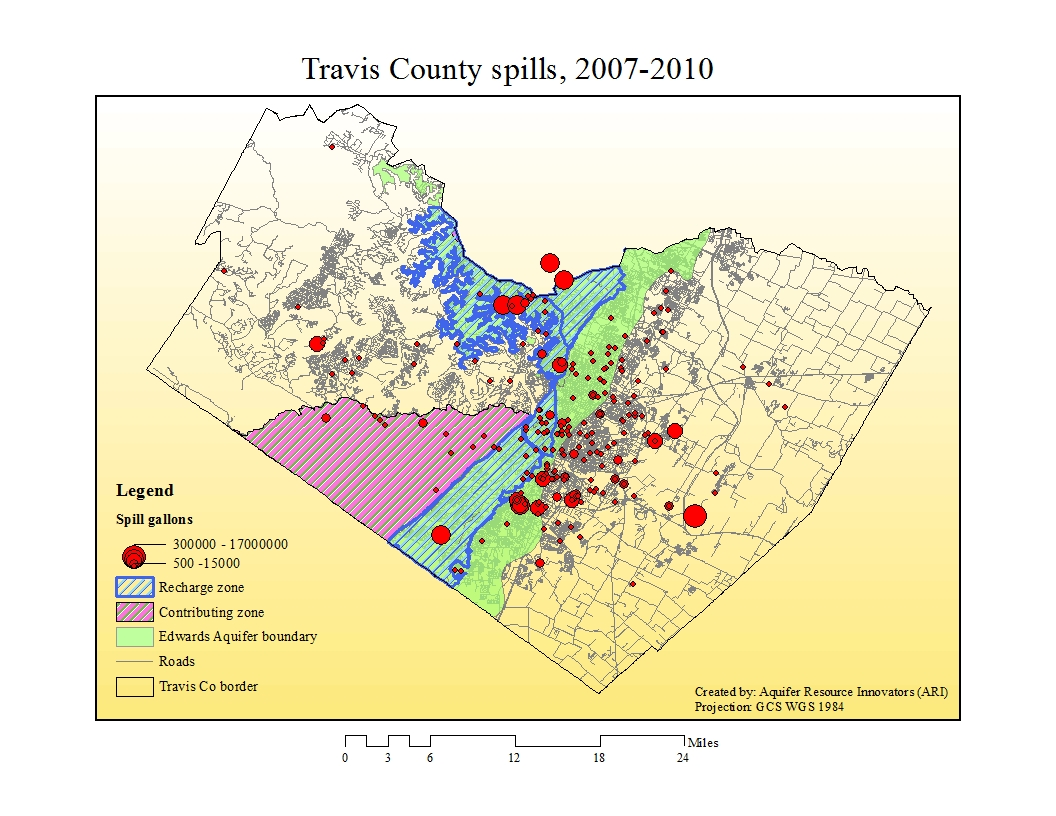 Travis County spills, 2007-2010
Legend
Spill gallons
300000 - 17000000
500 -15000
Recharge zone
Contributing zone
Edwards Aquifer boundary
Roads
Travis Co border
Created by: Aquifer Resource Innovators (ARI)
Projection: GCS WGS 1984
Miles
0 3 6 12 18 24